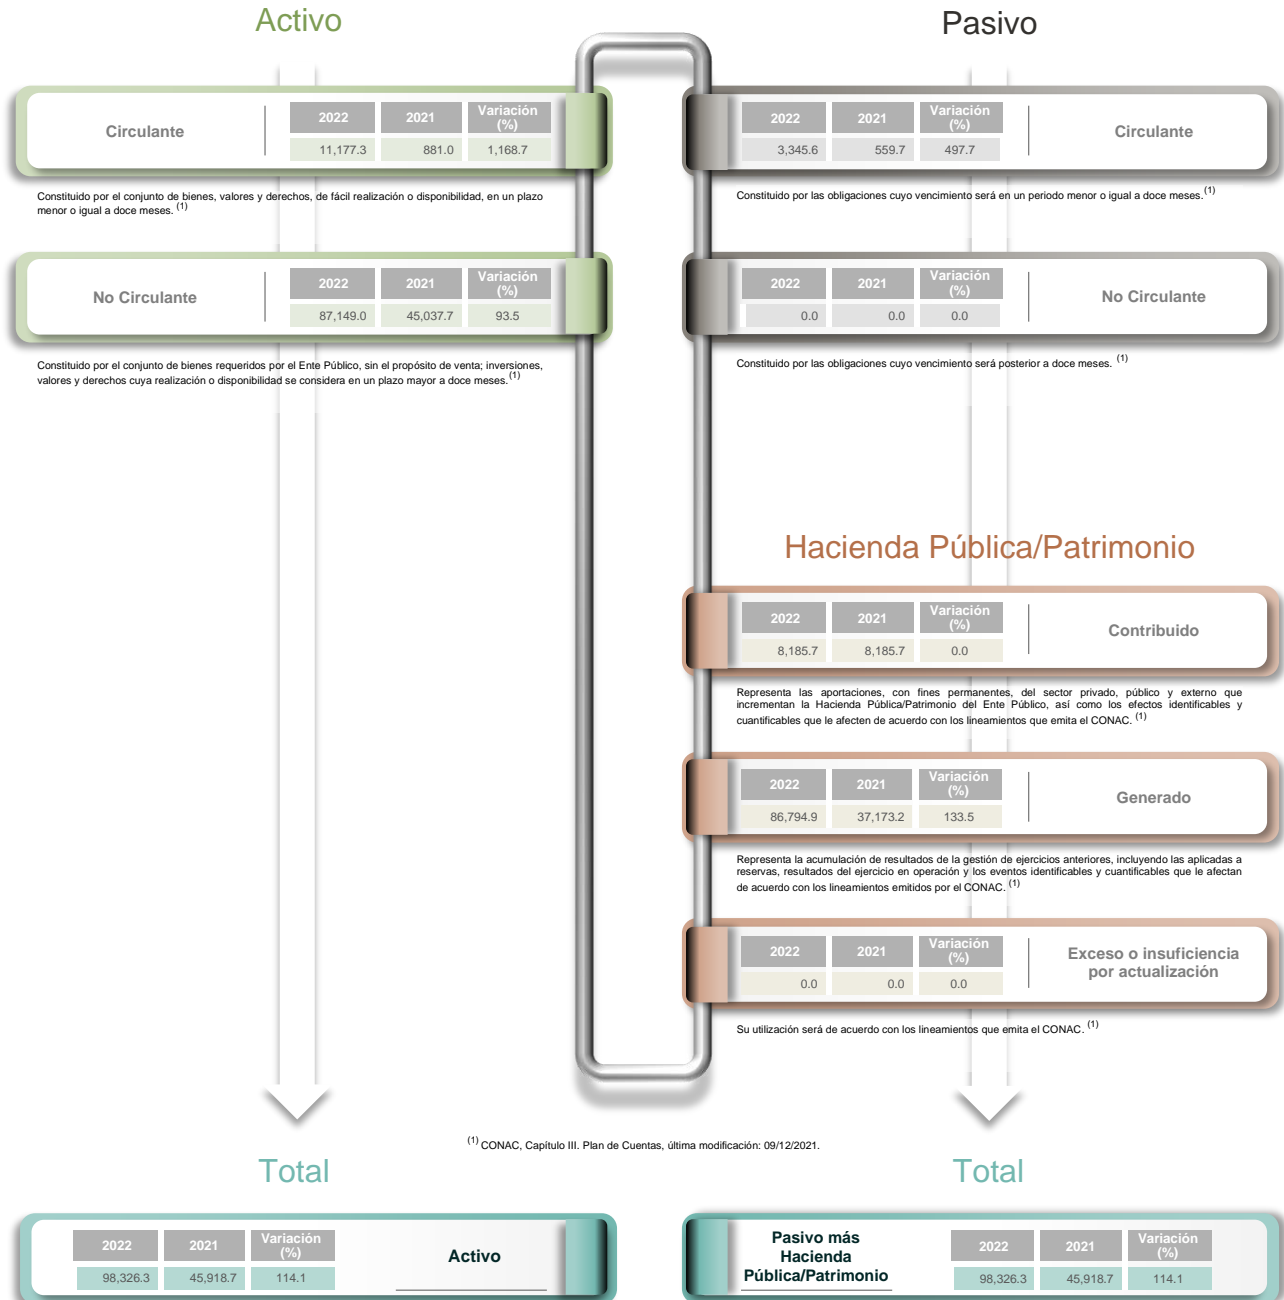 Activo
Circulante
2022 2021 Variación (%)
11,177.3 881.0 1,168.7
Constituido por el conjunto de bienes, valores y derechos, de fácil realización o disponibilidad, en un plazo
menor o igual a doce meses. (1)
No Circulante
2022 2021 Variación (%)
87,149.0 45,037.7 93.5
Constituido por el conjunto de bienes requeridos por el Ente Público, sin el propósito de venta; inversiones,
valores y derechos cuya realización o disponibilidad se considera en un plazo mayor a doce meses. (1)
Pasivo
2022 2021 Variación (%)
3,345.6 559.7 497.7
Circulante
Constituido por las obligaciones cuyo vencimiento será en un periodo menor o igual a doce meses. (1)
2022 2021 Variación (%)
0.0 0.0 0.0
No Circulante
Constituido por las obligaciones cuyo vencimiento será posterior a doce meses. (1)
Hacienda Pública/Patrimonio
2022 2021 Variación (%)
8,185.7 8,185.7 0.0
Contribuido
Representa las aportaciones, con fines permanentes, del sector privado, público y externo que
incrementan la Hacienda Pública/Patrimonio del Ente Público, así como los efectos identificables y
cuantificables que le afecten de acuerdo con los lineamientos que emita el CONAC. (1)
2022 2021 Variación (%)
86,794.9 37,173.2 133.5
Generado
Representa la acumulación de resultados de la gestión de ejercicios anteriores, incluyendo las aplicadas a
reservas, resultados del ejercicio en operación y los eventos identificables y cuantificables que le afectan
de acuerdo con los lineamientos emitidos por el CONAC. (1)
2022 2021 Variación (%)
0.0 0.0 0.0
Exceso o insuficiencia
por actualización
Su utilización será de acuerdo con los lineamientos que emita el CONAC. (1)
(1) CONAC, Capítulo III. Plan de Cuentas, última modificación: 09/12/2021.
Total
2022 2021 Variación (%)
98,326.3 45,918.7 114.1
Activo
Total
Pasivo más
Hacienda
Pública/Patrimonio
2022 2021 Variación (%)
98,326.3 45,918.7 114.1